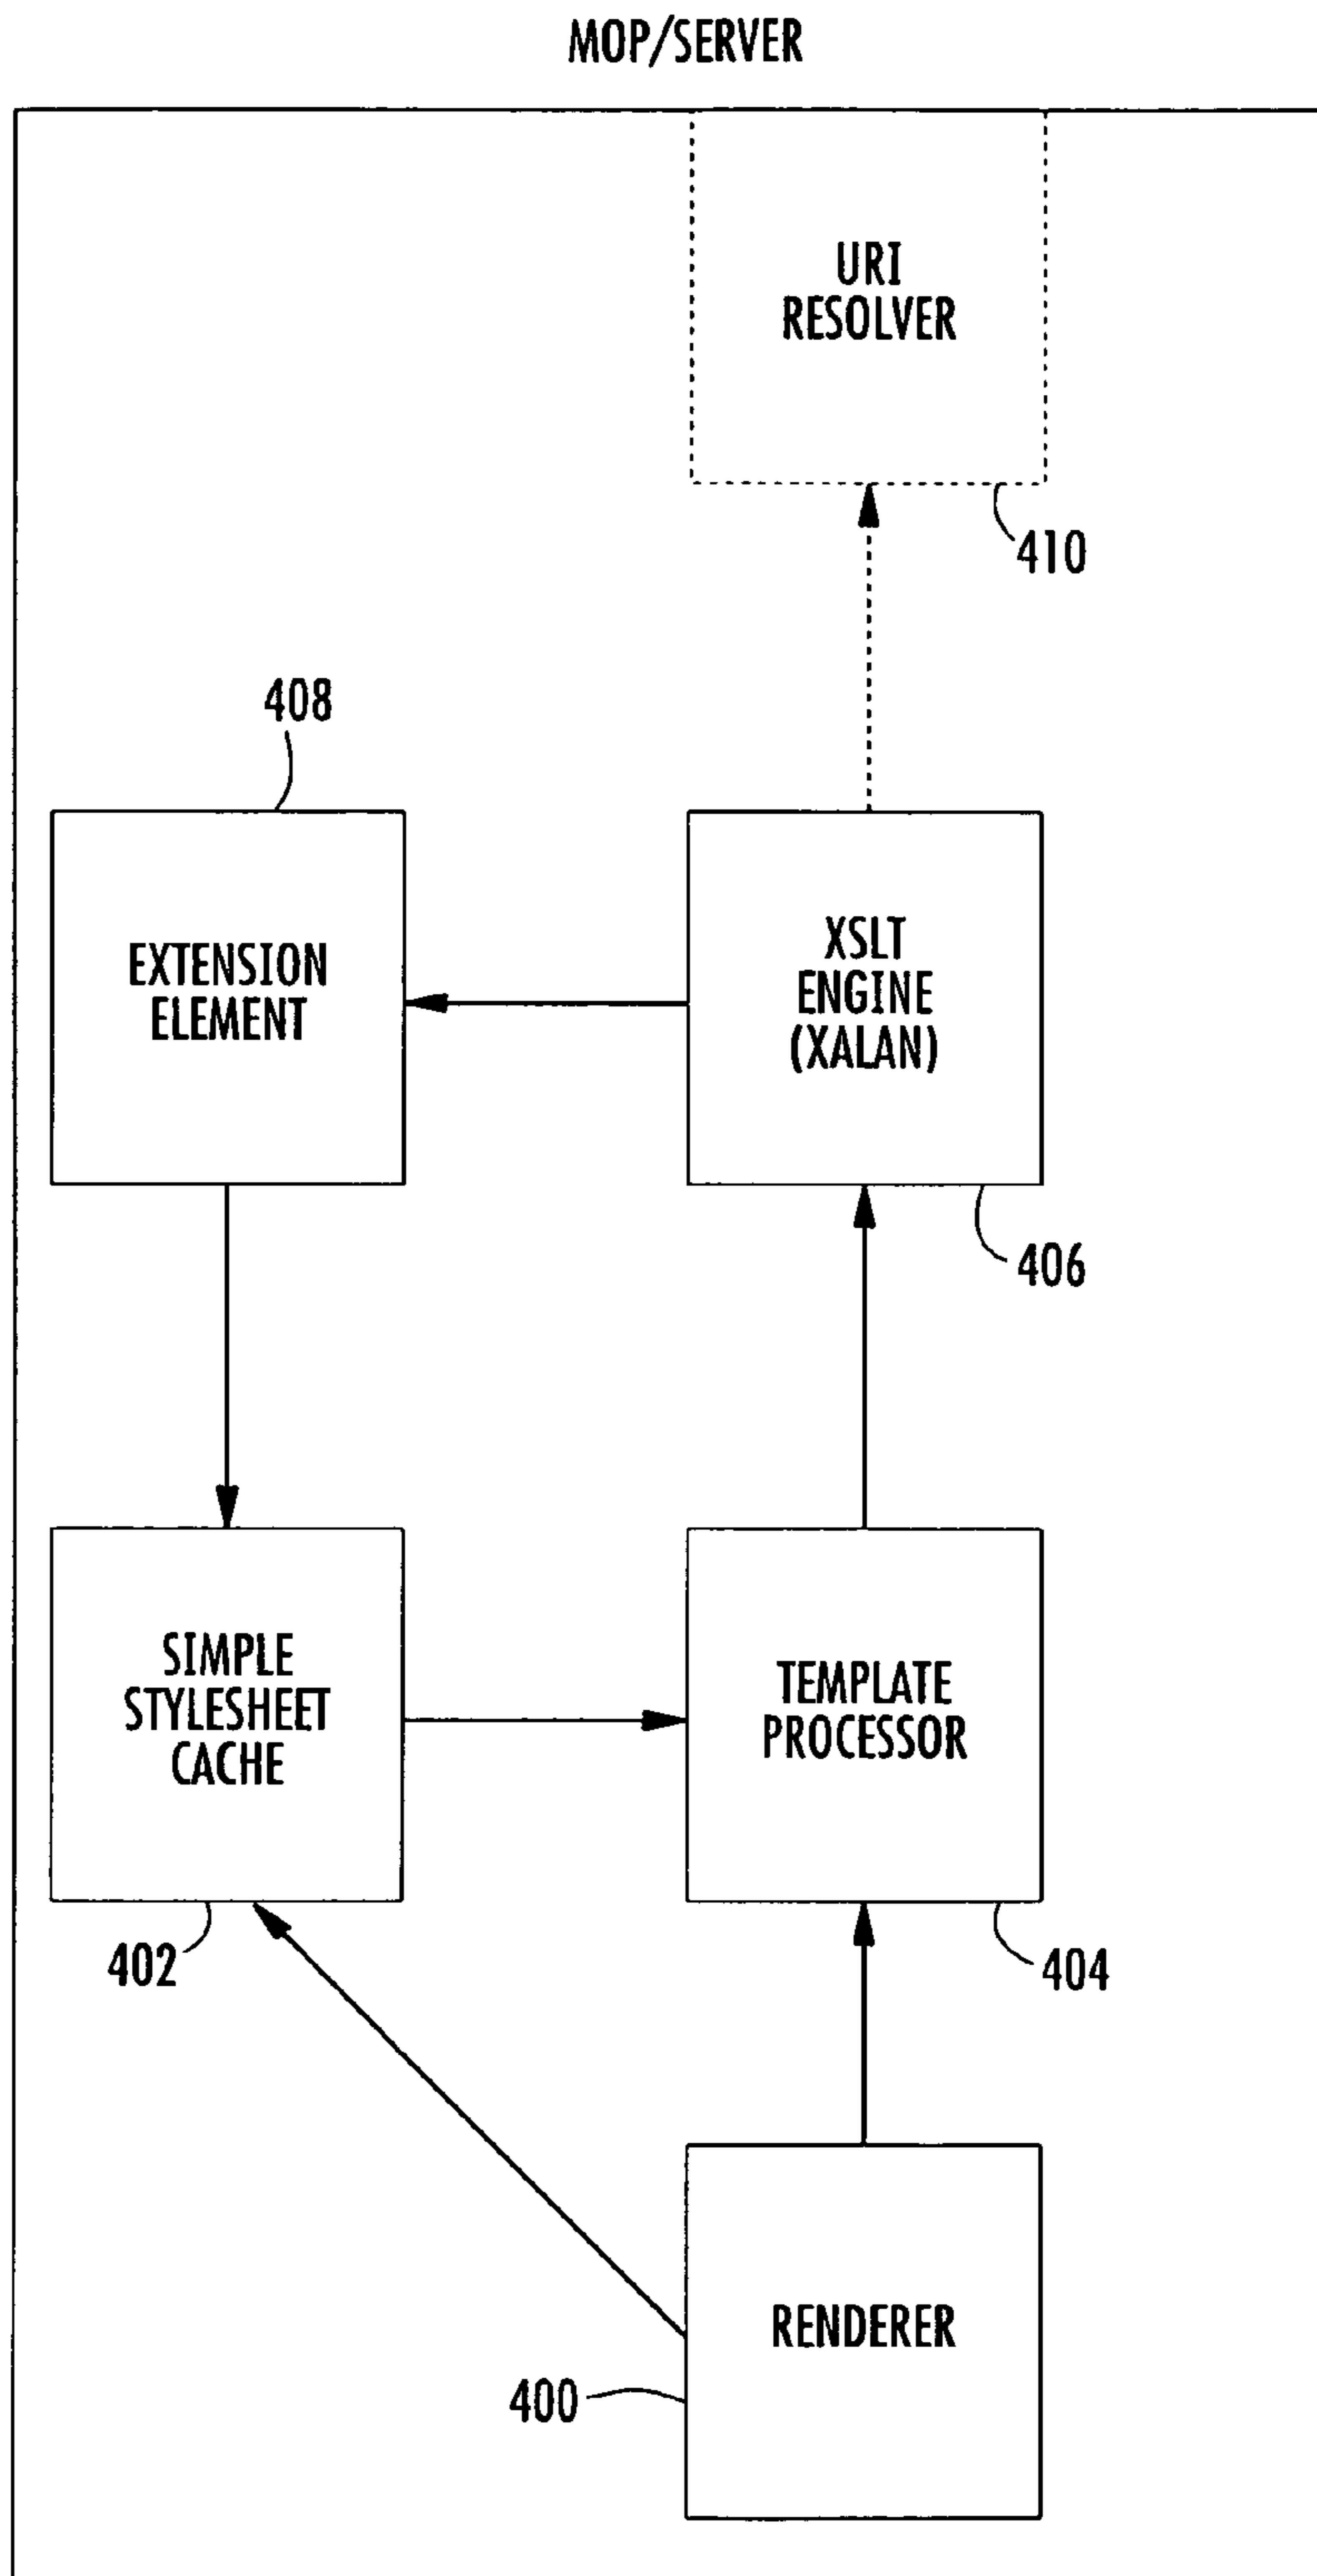 MOP/SERVER
URI
RESOLVER
410
408
EXTENSION
ELEMENT
XSLT
ENGINE
(XALAN)
406
SIMPLE
STYLESHEET
CACHE
TEMPLATE
PROCESSOR
402
404
RENDERER
400